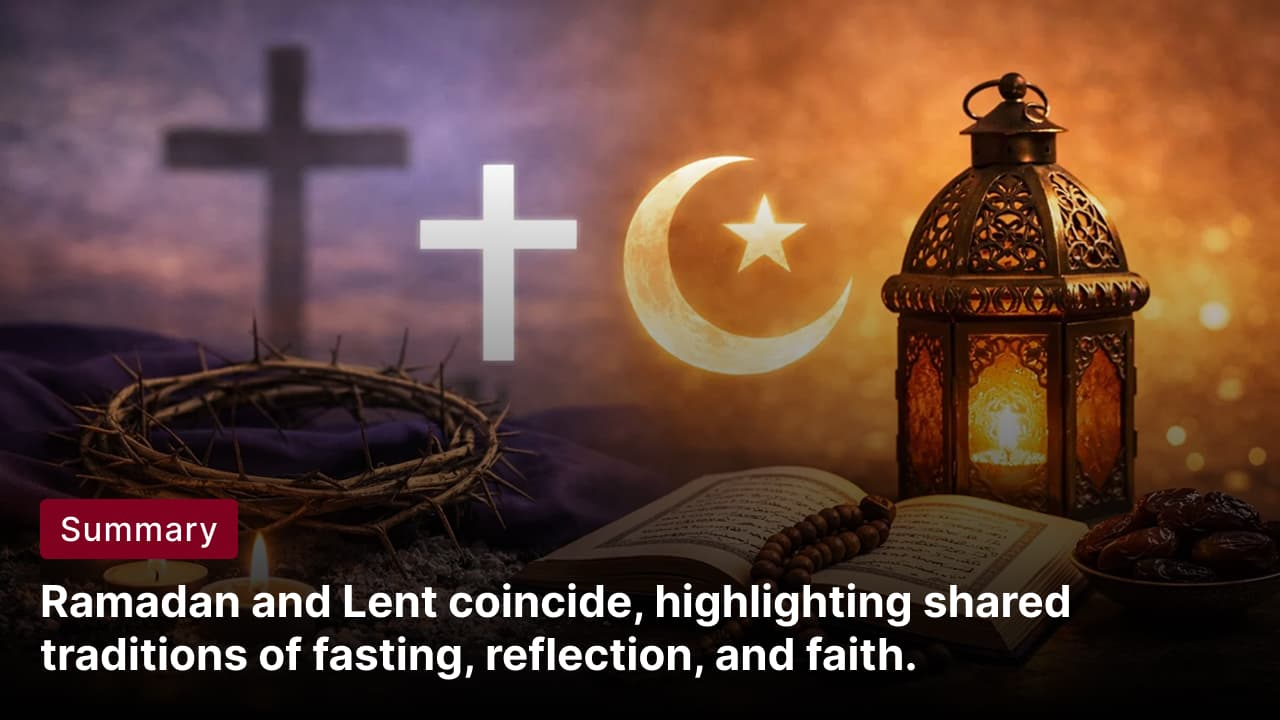 Summary
Ramadan and Lent coincide, highlighting shared
traditions of fasting, reflection, and faith.